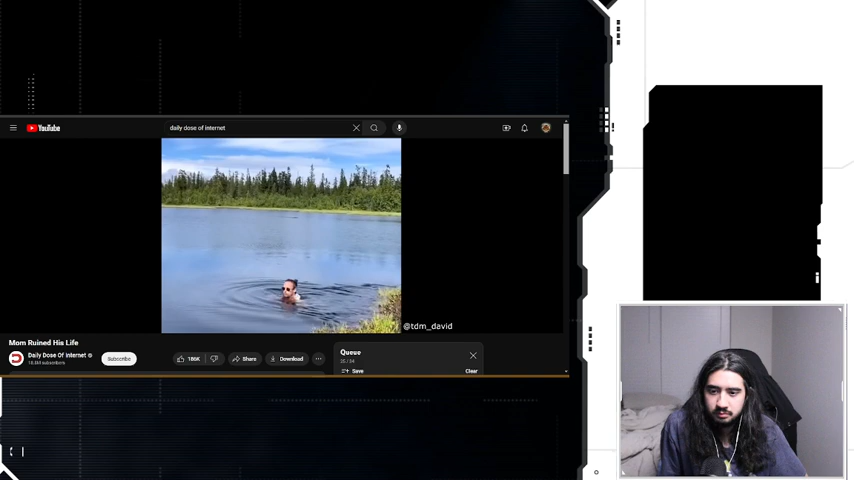 YouTube
daily dose of internet
@tdm_david
Mom Ruined His Life
Daily Dose Of Internet
Subscribe
186K
Share
Download
Queue
Save
Clear